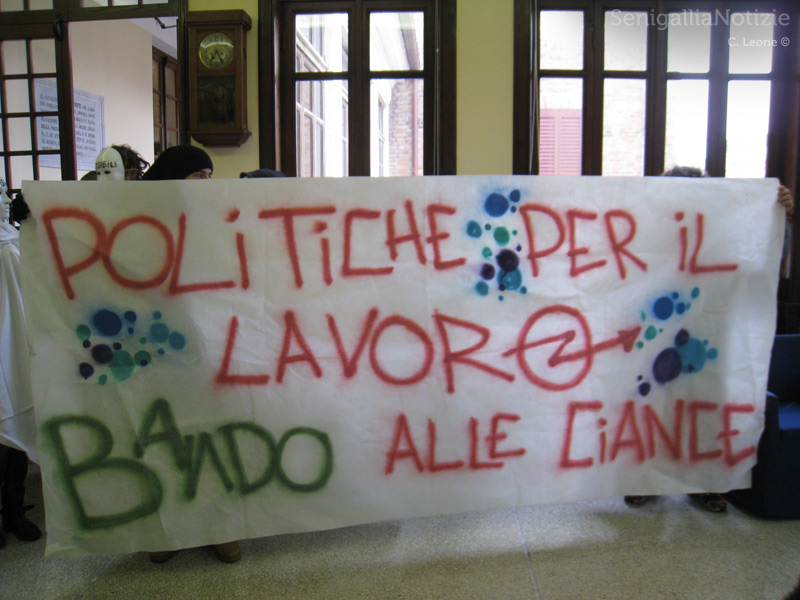 SenigalliaNotizie
C. Leone ©
POLiTiCHE PER iL
LAVORO
BANDO ALLE CiANCE